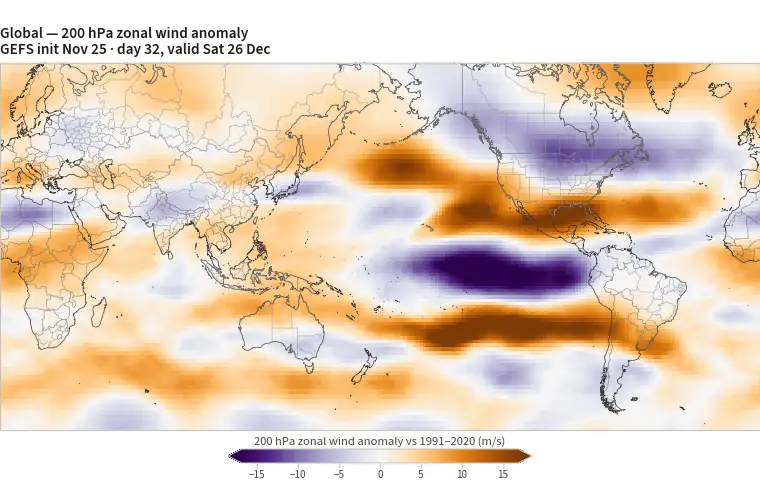 Global — 200 hPa zonal wind anomaly
GEFS init Nov 25 · day 32, valid Sat 26 Dec
200 hPa zonal wind anomaly vs 1991–2020 (m/s)
−15 −10 −5 0 5 10 15